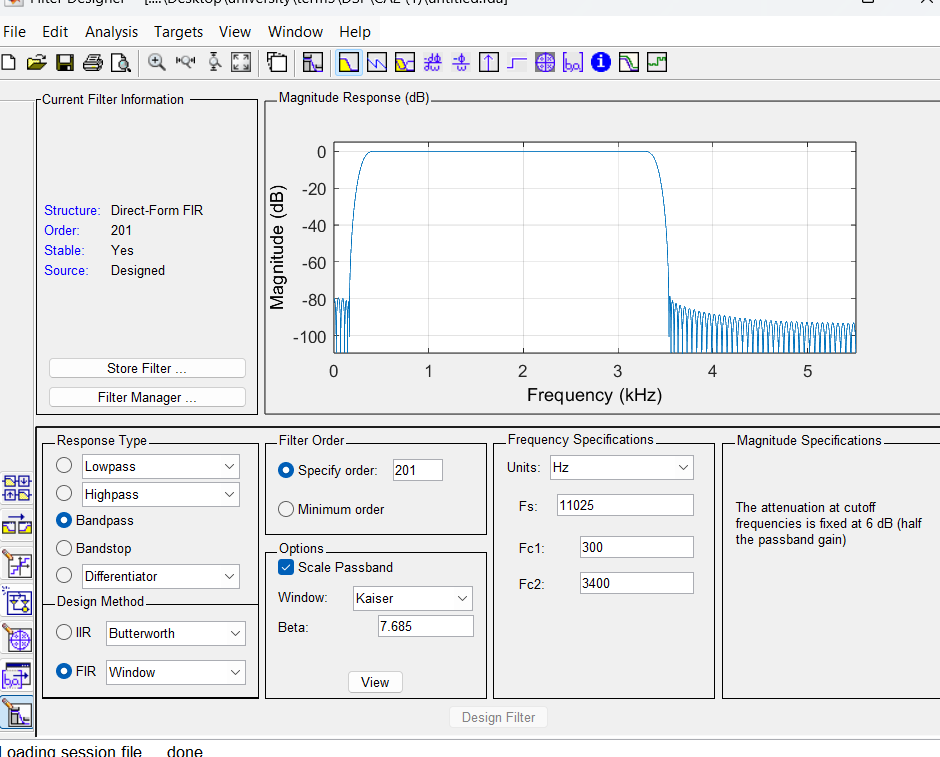 Filter Designer - [...\Desktop\university\term5\DSP\CA2 (1)\untitled.fda]
File Edit Analysis Targets View Window Help
Current Filter Information
Structure: Direct-Form FIR
Order: 201
Stable: Yes
Source: Designed
Store Filter ...
Filter Manager ...
Magnitude Response (dB)
Magnitude (dB)
0
-20
-40
-60
-80
-100
0 1 2 3 4 5
Frequency (kHz)
Response Type
Lowpass
Highpass
Bandpass
Bandstop
Differentiator
Design Method
IIR Butterworth
FIR Window
Filter Order
Specify order: 201
Minimum order
Options
Scale Passband
Window: Kaiser
Beta: 7.685
View
Frequency Specifications
Units: Hz
Fs: 11025
Fc1: 300
Fc2: 3400
Magnitude Specifications
The attenuation at cutoff
frequencies is fixed at 6 dB (half
the passband gain)
Design Filter
Loading session file ... done